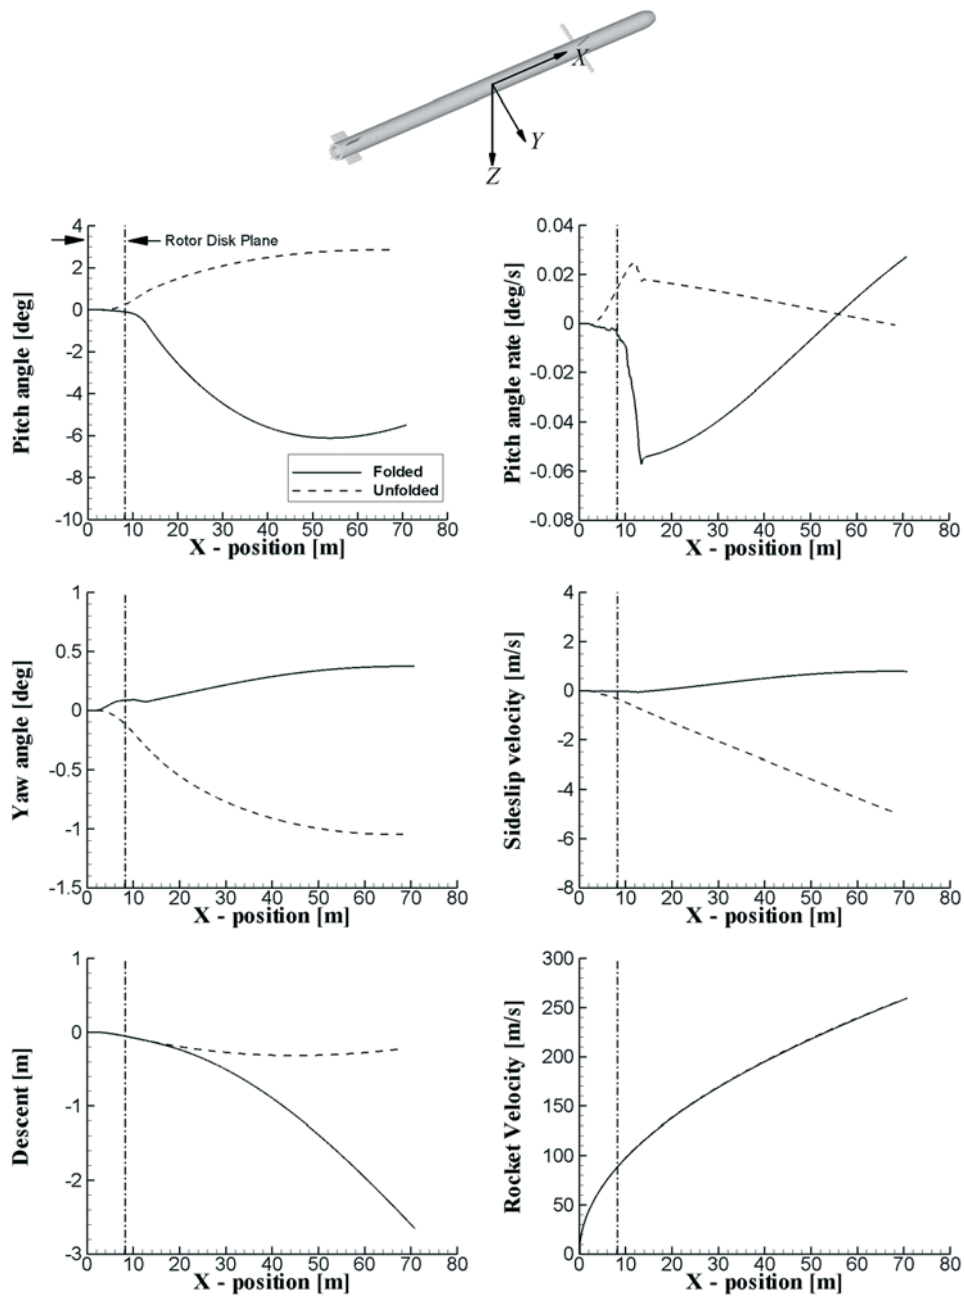 X
Y
Z
4
2
0
-2
-4
-6
-8
-10
Pitch angle [deg]
Rotor Disk Plane
Folded
Unfolded
0 10 20 30 40 50 60 70 80
X - position [m]
0.04
0.02
0
-0.02
-0.04
-0.06
-0.08
Pitch angle rate [deg/s]
0 10 20 30 40 50 60 70 80
X - position [m]
1
0.5
0
-0.5
-1
-1.5
Yaw angle [deg]
0 10 20 30 40 50 60 70 80
X - position [m]
4
2
0
-2
-4
-6
-8
Sideslip velocity [m/s]
0 10 20 30 40 50 60 70 80
X - position [m]
1
0
-1
-2
-3
Descent [m]
0 10 20 30 40 50 60 70 80
X - position [m]
300
250
200
150
100
50
0
Rocket Velocity [m/s]
0 10 20 30 40 50 60 70 80
X - position [m]